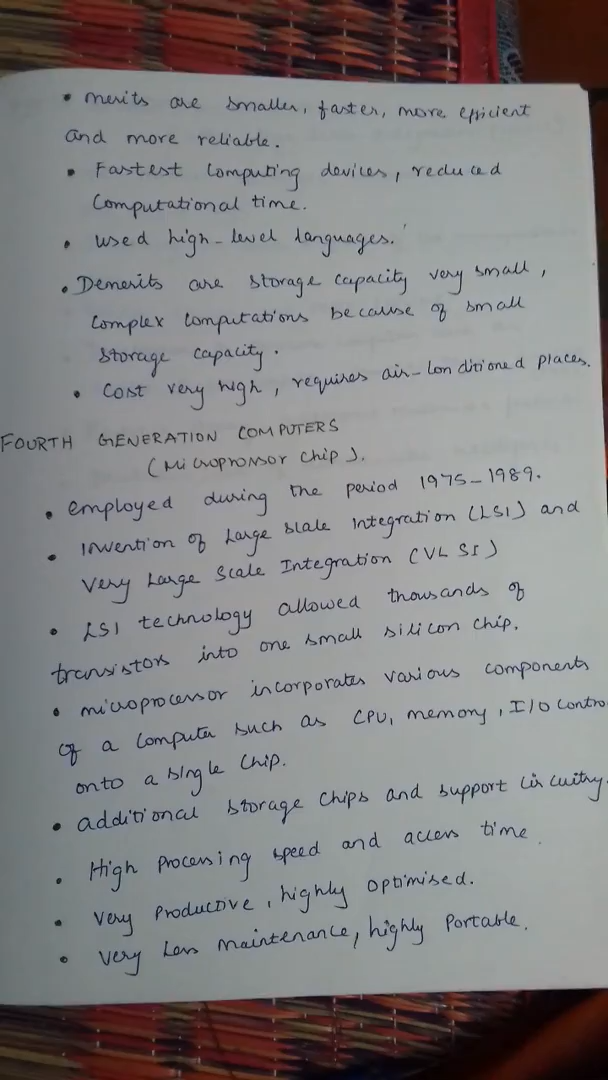 • merits are smaller, faster, more efficient
and more reliable.
• Fastest Computing devices, reduced
Computational time.
• used high-level languages.
• Demerits are storage capacity very small,
Complex Computations because of small
storage capacity.
• Cost very high, requires air-Conditioned places.
FOURTH GENERATION COMPUTERS
(Micropromsor Chip).
• employed during the period 1975-1989.
• Invention of Large Scale Integration (LSI) and
Very Large Scale Integration (VLSI)
• LSI technology allowed thousands of
transistors into one small silicon chip.
• microprocessor incorporates various components
of a Computer such as CPU, memory, I/O contro
onto a single chip.
• additional storage chips and support circuitry.
• High Processing speed and access time.
• Very Productive, highly Optimised.
• Very Less Maintenance, highly Portable.